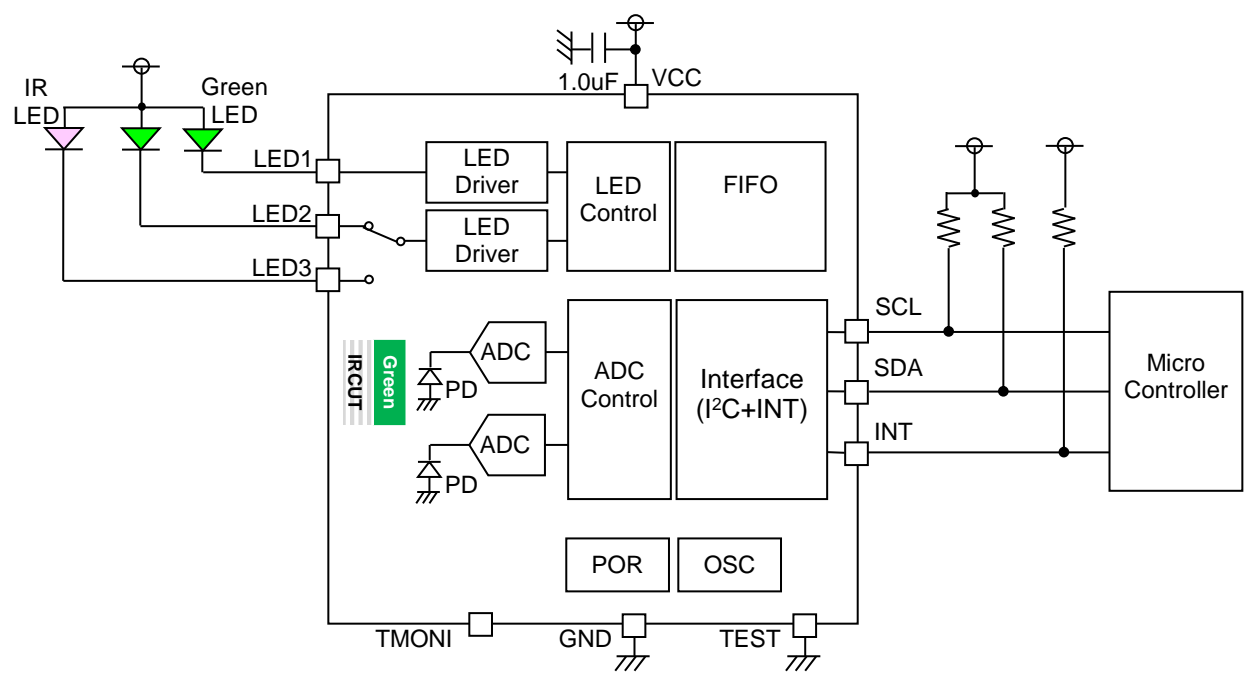 1.0uF
VCC
IR
LED
Green
LED
LED1
LED2
LED3
LED
Driver
LED
Driver
LED
Control
FIFO
IRCUT
Green
ADC
PD
ADC
PD
ADC
Control
Interface
(I²C+INT)
SCL
SDA
INT
Micro
Controller
POR
OSC
TMONI
GND
TEST